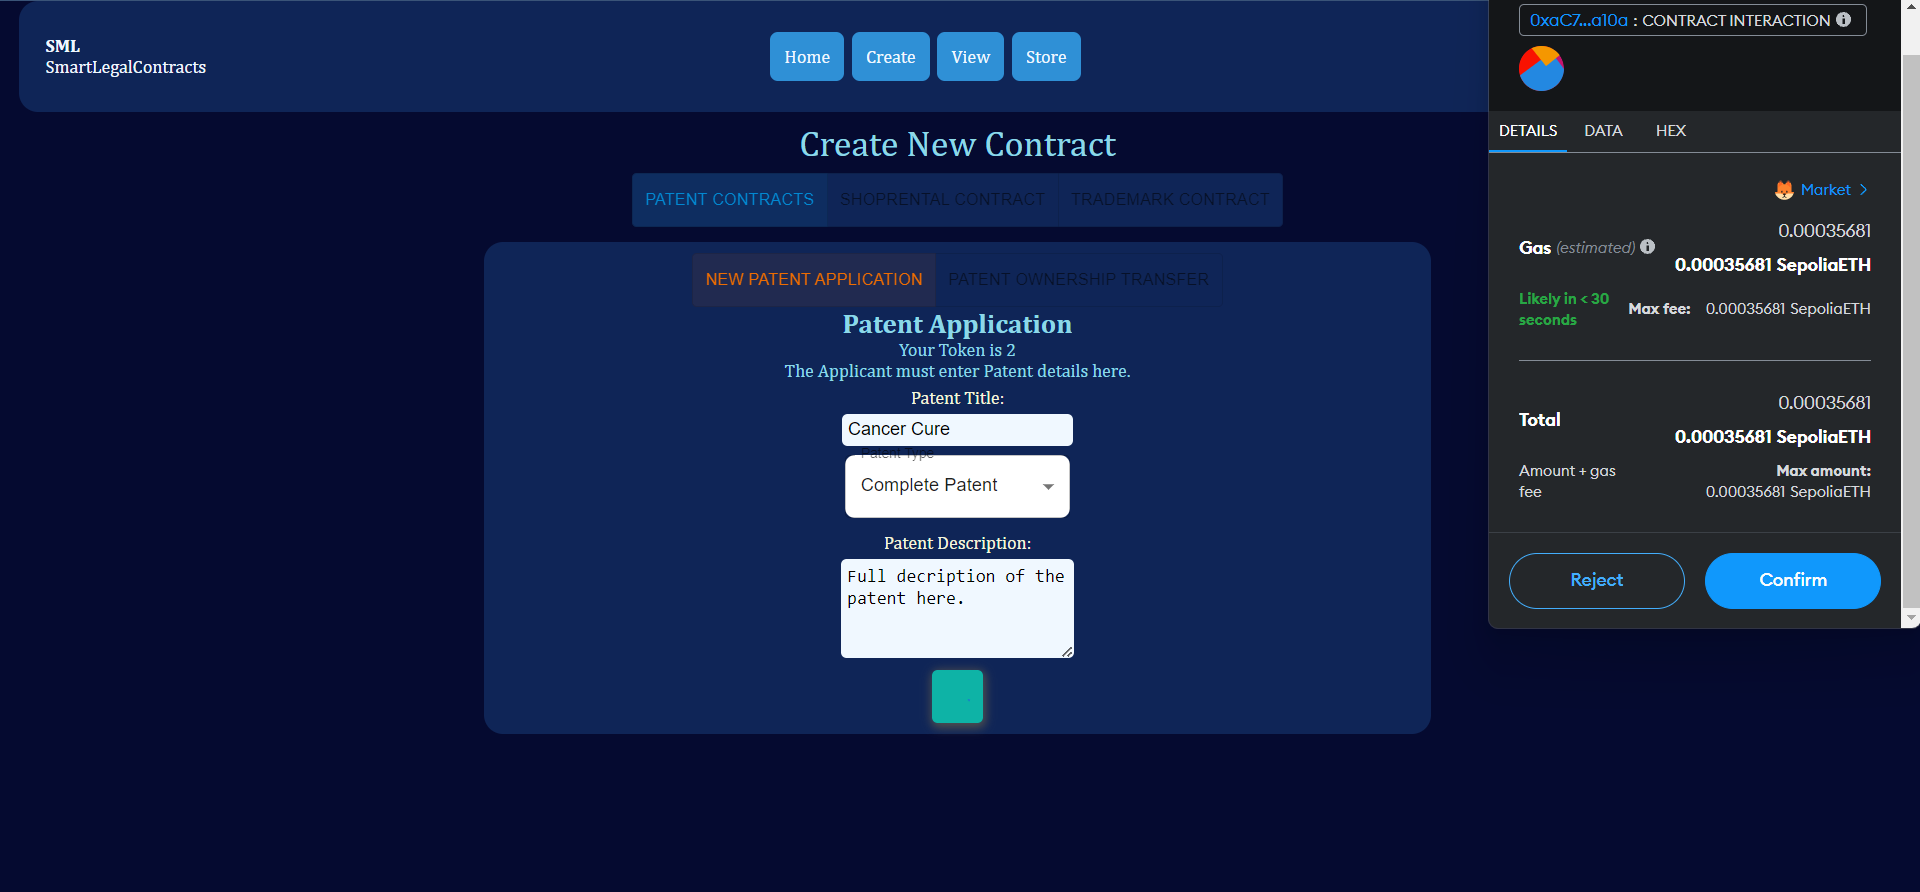 SML
SmartLegalContracts
Home
Create
View
Store
Create New Contract
PATENT CONTRACTS
SHOPRENTAL CONTRACT
TRADEMARK CONTRACT
NEW PATENT APPLICATION
PATENT OWNERSHIP TRANSFER
Patent Application
Your Token is 2
The Applicant must enter Patent details here.
Patent Title:
Cancer Cure
Patent Type
Complete Patent
Patent Description:
Full decription of the
patent here.
0xaC7...a10a : CONTRACT INTERACTION
DETAILS
DATA
HEX
Market
0.00035681
Gas (estimated)
0.00035681 SepoliaETH
Likely in < 30
seconds
Max fee: 0.00035681 SepoliaETH
0.00035681
Total
0.00035681 SepoliaETH
Amount + gas
fee
Max amount:
0.00035681 SepoliaETH
Reject
Confirm